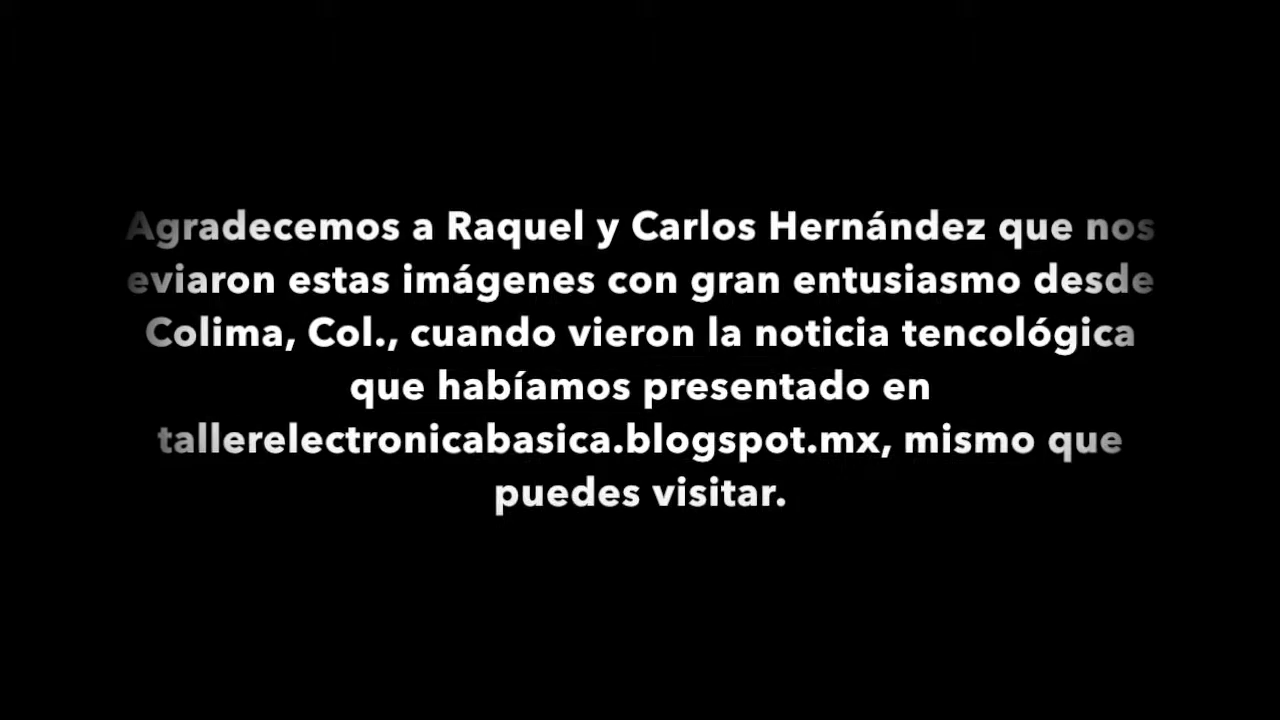 Agradecemos a Raquel y Carlos Hernández que nos
eviaron estas imágenes con gran entusiasmo desde
Colima, Col., cuando vieron la noticia tencológica
que habíamos presentado en
tallerelectronicabasica.blogspot.mx, mismo que
puedes visitar.